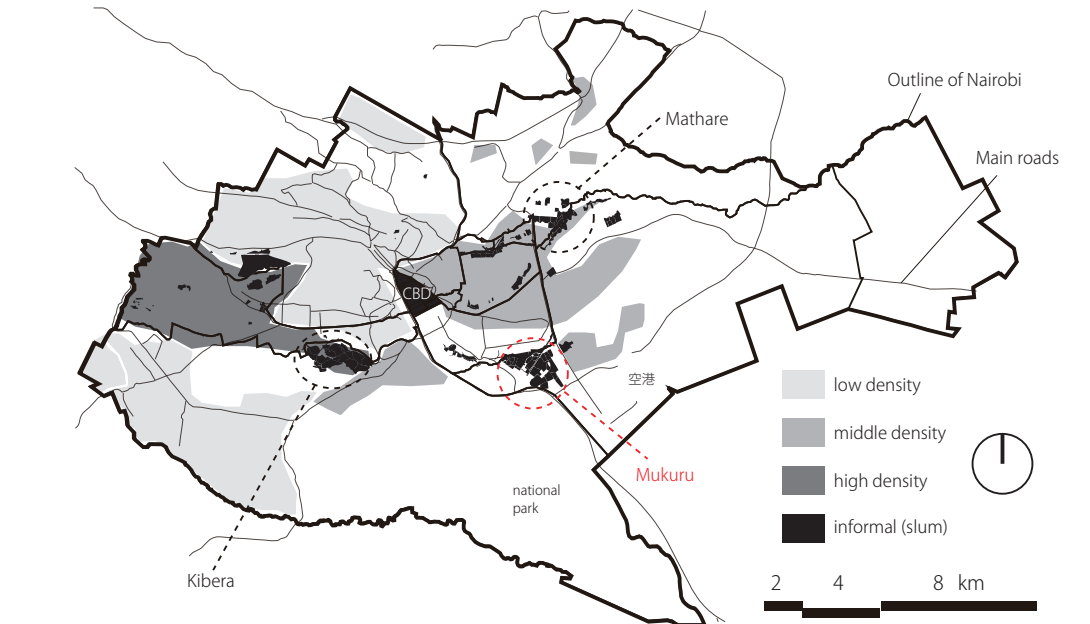 Outline of Nairobi
Mathare
Main roads
CBD
空港
low density
middle density
high density
informal (slum)
Mukuru
national
park
Kibera
2 4 8 km